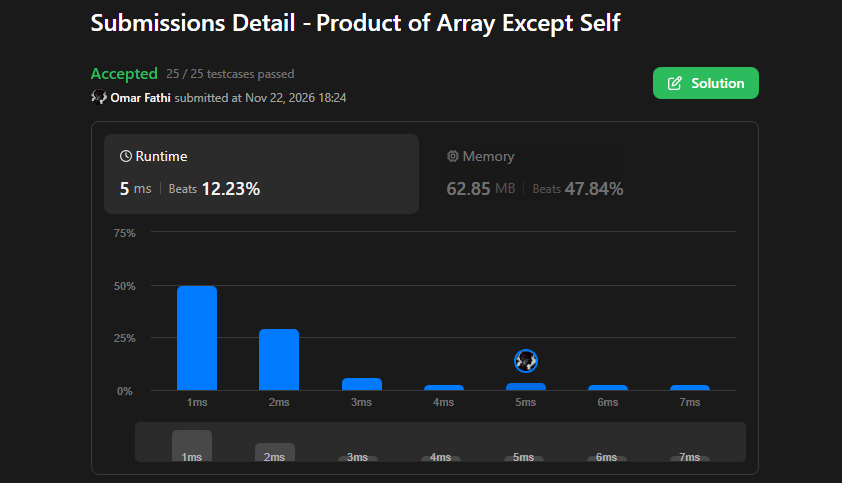 Submissions Detail - Product of Array Except Self
Accepted 25 / 25 testcases passed
Omar Fathi submitted at Nov 22, 2026 18:24
Solution
Runtime
5 ms | Beats 12.23%
Memory
62.85 MB | Beats 47.84%
75%
50%
25%
0%
1ms 2ms 3ms 4ms 5ms 6ms 7ms
1ms 2ms 3ms 4ms 5ms 6ms 7ms